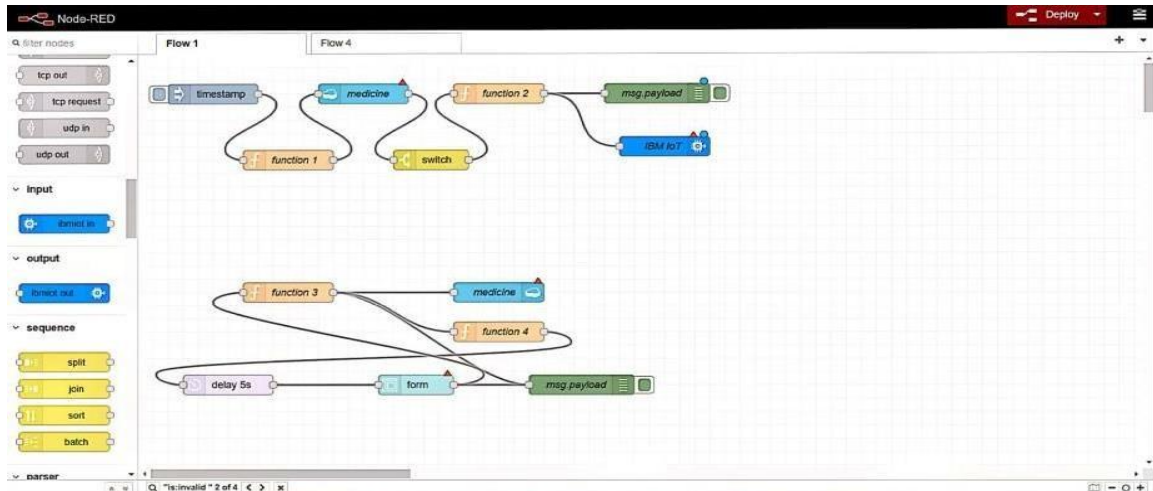 Node-RED
Deploy
filter nodes
Flow 1
Flow 4
tcp out
tcp request
udp in
udp out
input
ibmiot in
output
ibmiot out
sequence
split
join
sort
batch
parser
timestamp
medicine
function 2
msg.payload
function 1
switch
IBM IoT
function 3
medicine
function 4
delay 5s
form
msg.payload
"is:invalid " 2 of 4